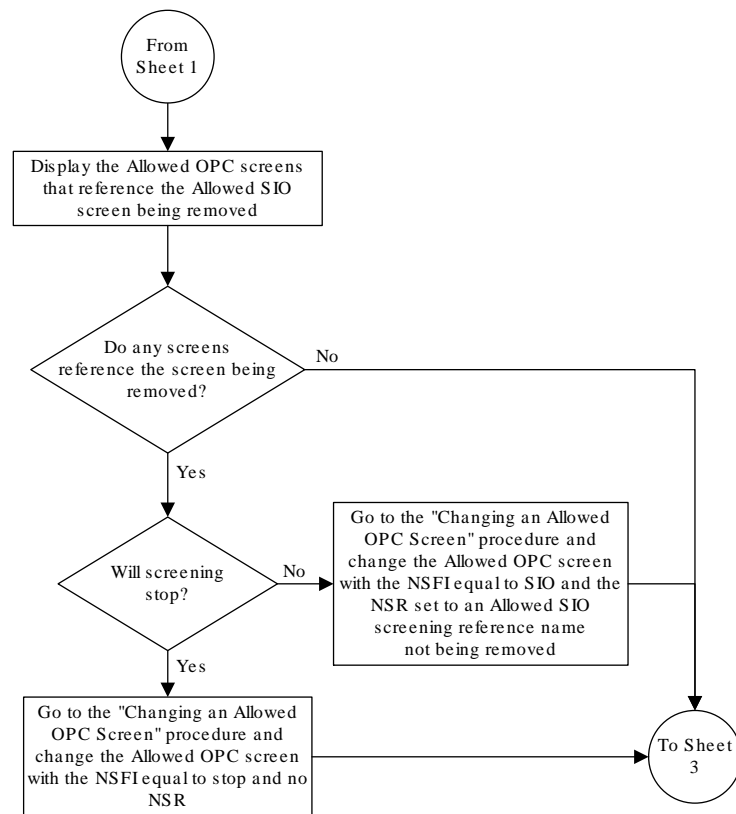 From
Sheet 1
Display the Allowed OPC screens
that reference the Allowed SIO
screen being removed
Do any screens
reference the screen being
removed?
No
Yes
Will screening
stop?
No
Go to the "Changing an Allowed
OPC Screen" procedure and
change the Allowed OPC screen
with the NSFI equal to SIO and the
NSR set to an Allowed SIO
screening reference name
not being removed
Yes
Go to the "Changing an Allowed
OPC Screen" procedure and
change the Allowed OPC screen
with the NSFI equal to stop and no
NSR
To Sheet
3